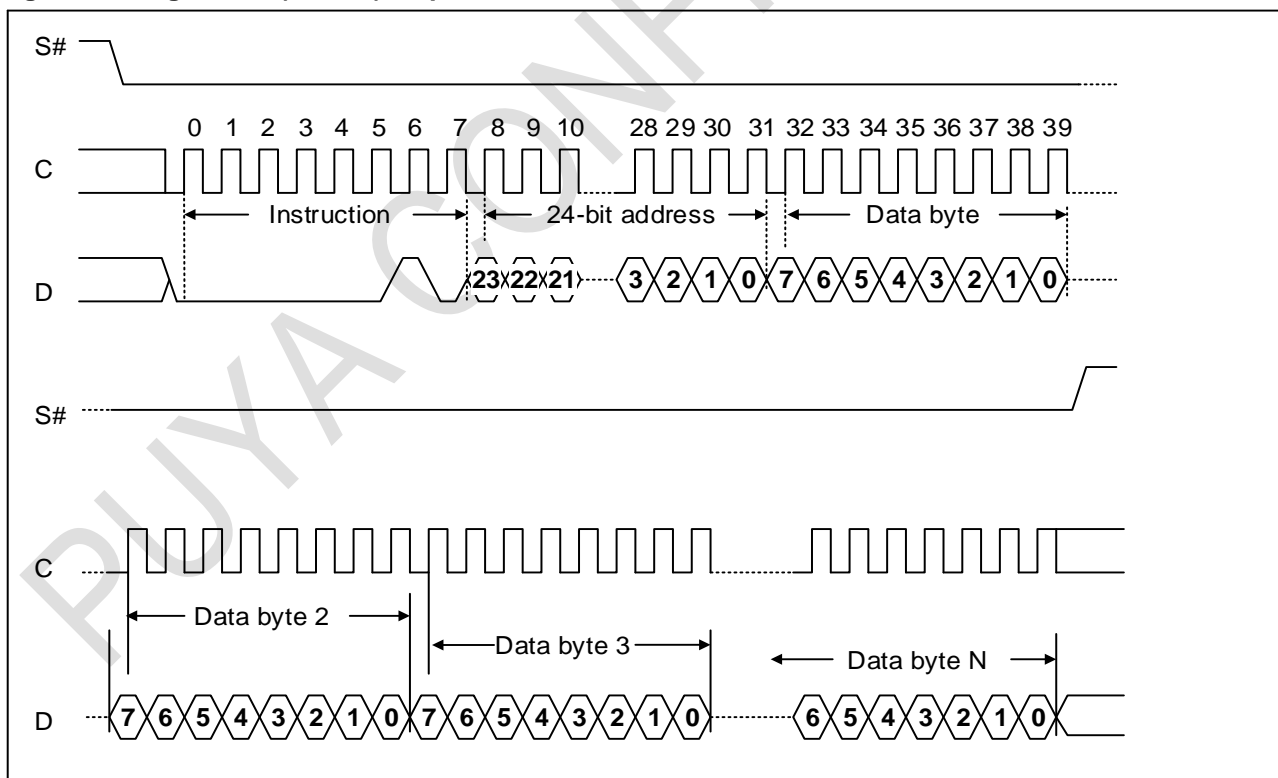 S#
0 1 2 3 4 5 6 7 8 9 10 28 29 30 31 32 33 34 35 36 37 38 39
C
Instruction 24-bit address Data byte
D 23 22 21 3 2 1 0 7 6 5 4 3 2 1 0
S#
C
Data byte 2 Data byte 3 Data byte N
D 7 6 5 4 3 2 1 0 7 6 5 4 3 2 1 0 6 5 4 3 2 1 0
PUYA